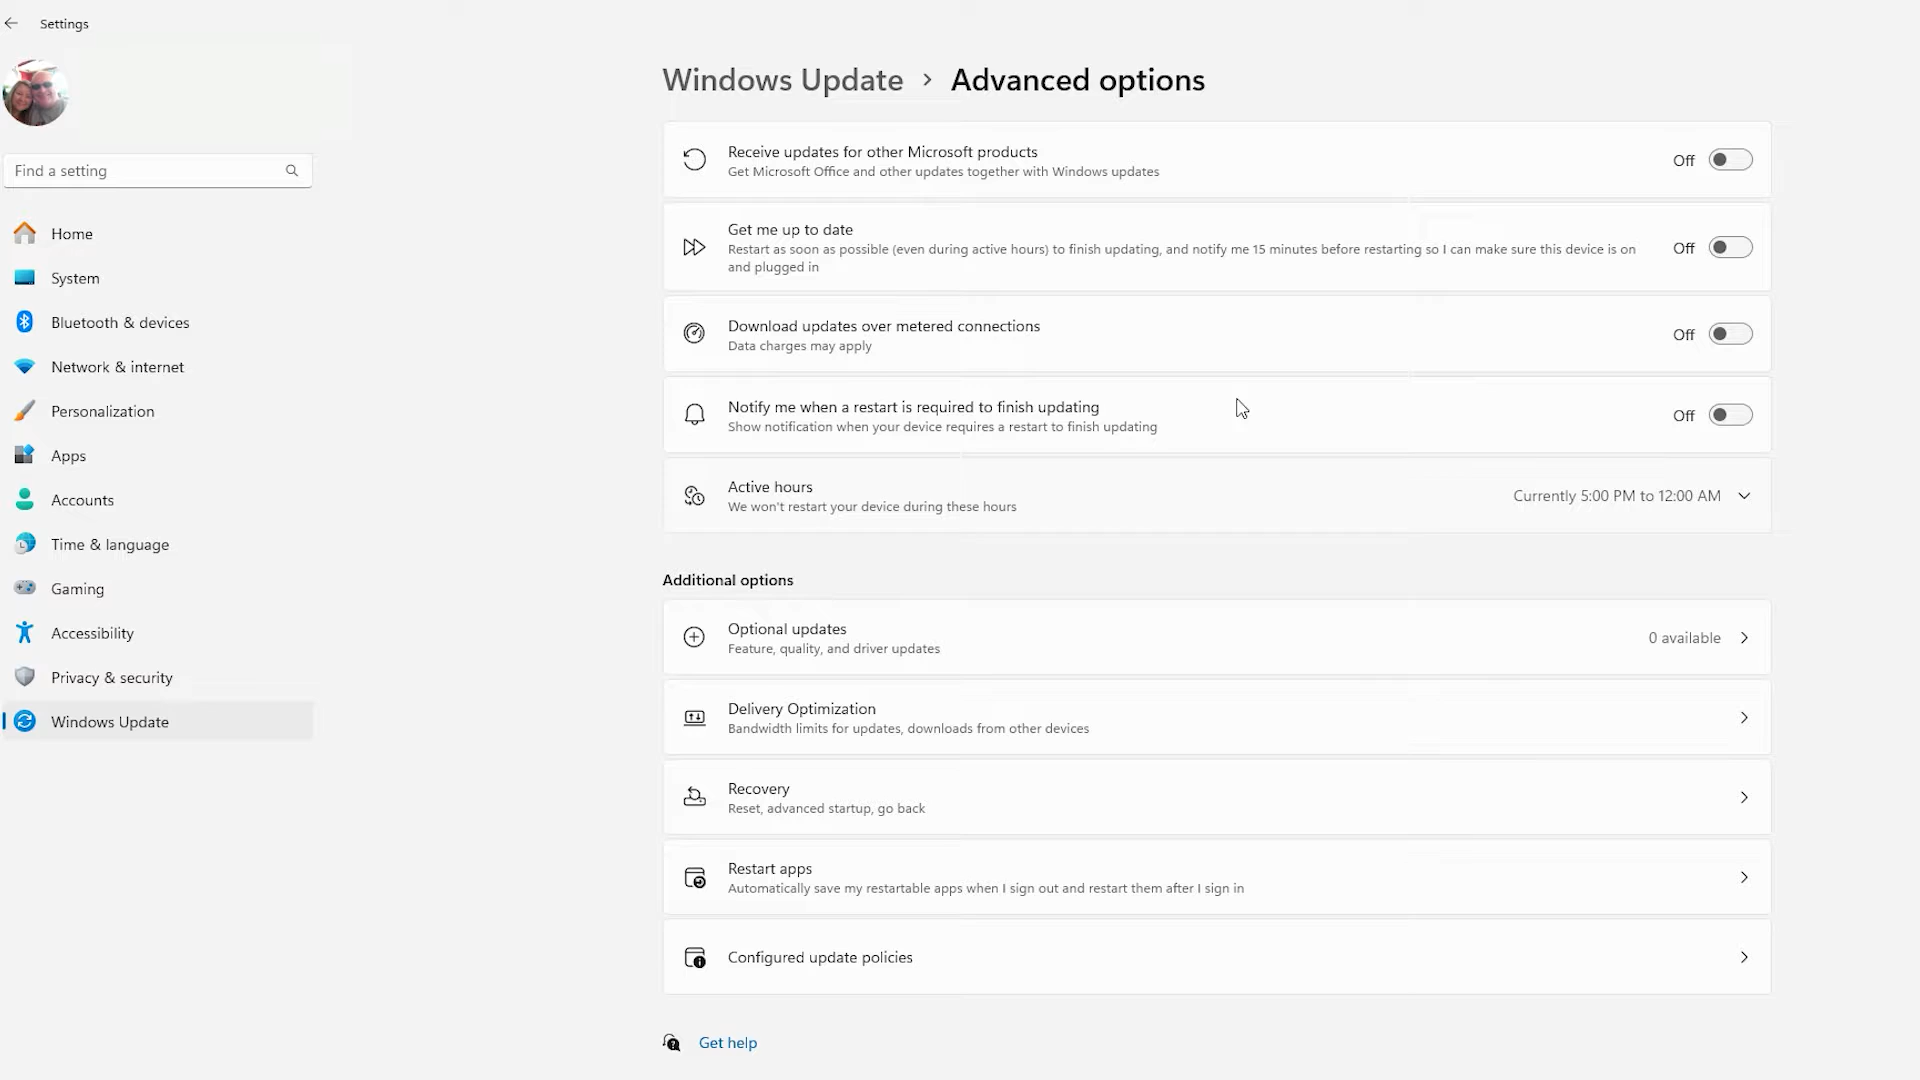 Settings
Find a setting
Home
System
Bluetooth & devices
Network & internet
Personalization
Apps
Accounts
Time & language
Gaming
Accessibility
Privacy & security
Windows Update
Windows Update > Advanced options
Receive updates for other Microsoft products
Get Microsoft Office and other updates together with Windows updates
Off
Get me up to date
Restart as soon as possible (even during active hours) to finish updating, and notify me 15 minutes before restarting so I can make sure this device is on
and plugged in
Off
Download updates over metered connections
Data charges may apply
Off
Notify me when a restart is required to finish updating
Show notification when your device requires a restart to finish updating
Off
Active hours
We won't restart your device during these hours
Currently 5:00 PM to 12:00 AM
Additional options
Optional updates
Feature, quality, and driver updates
0 available
Delivery Optimization
Bandwidth limits for updates, downloads from other devices
Recovery
Reset, advanced startup, go back
Restart apps
Automatically save my restartable apps when I sign out and restart them after I sign in
Configured update policies
Get help